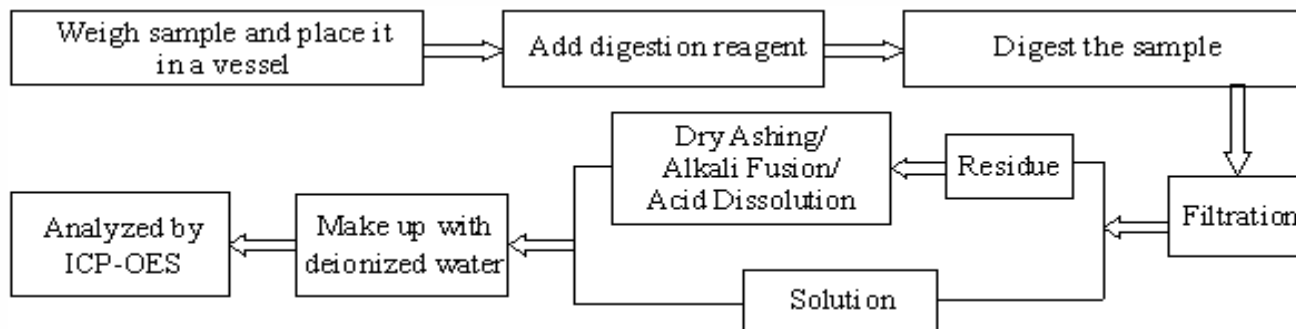 Weigh sample and place it
in a vessel
Add digestion reagent
Digest the sample
Filtration
Residue
Dry Ashing/
Alkali Fusion/
Acid Dissolution
Solution
Make up with
deionized water
Analyzed by
ICP-OES